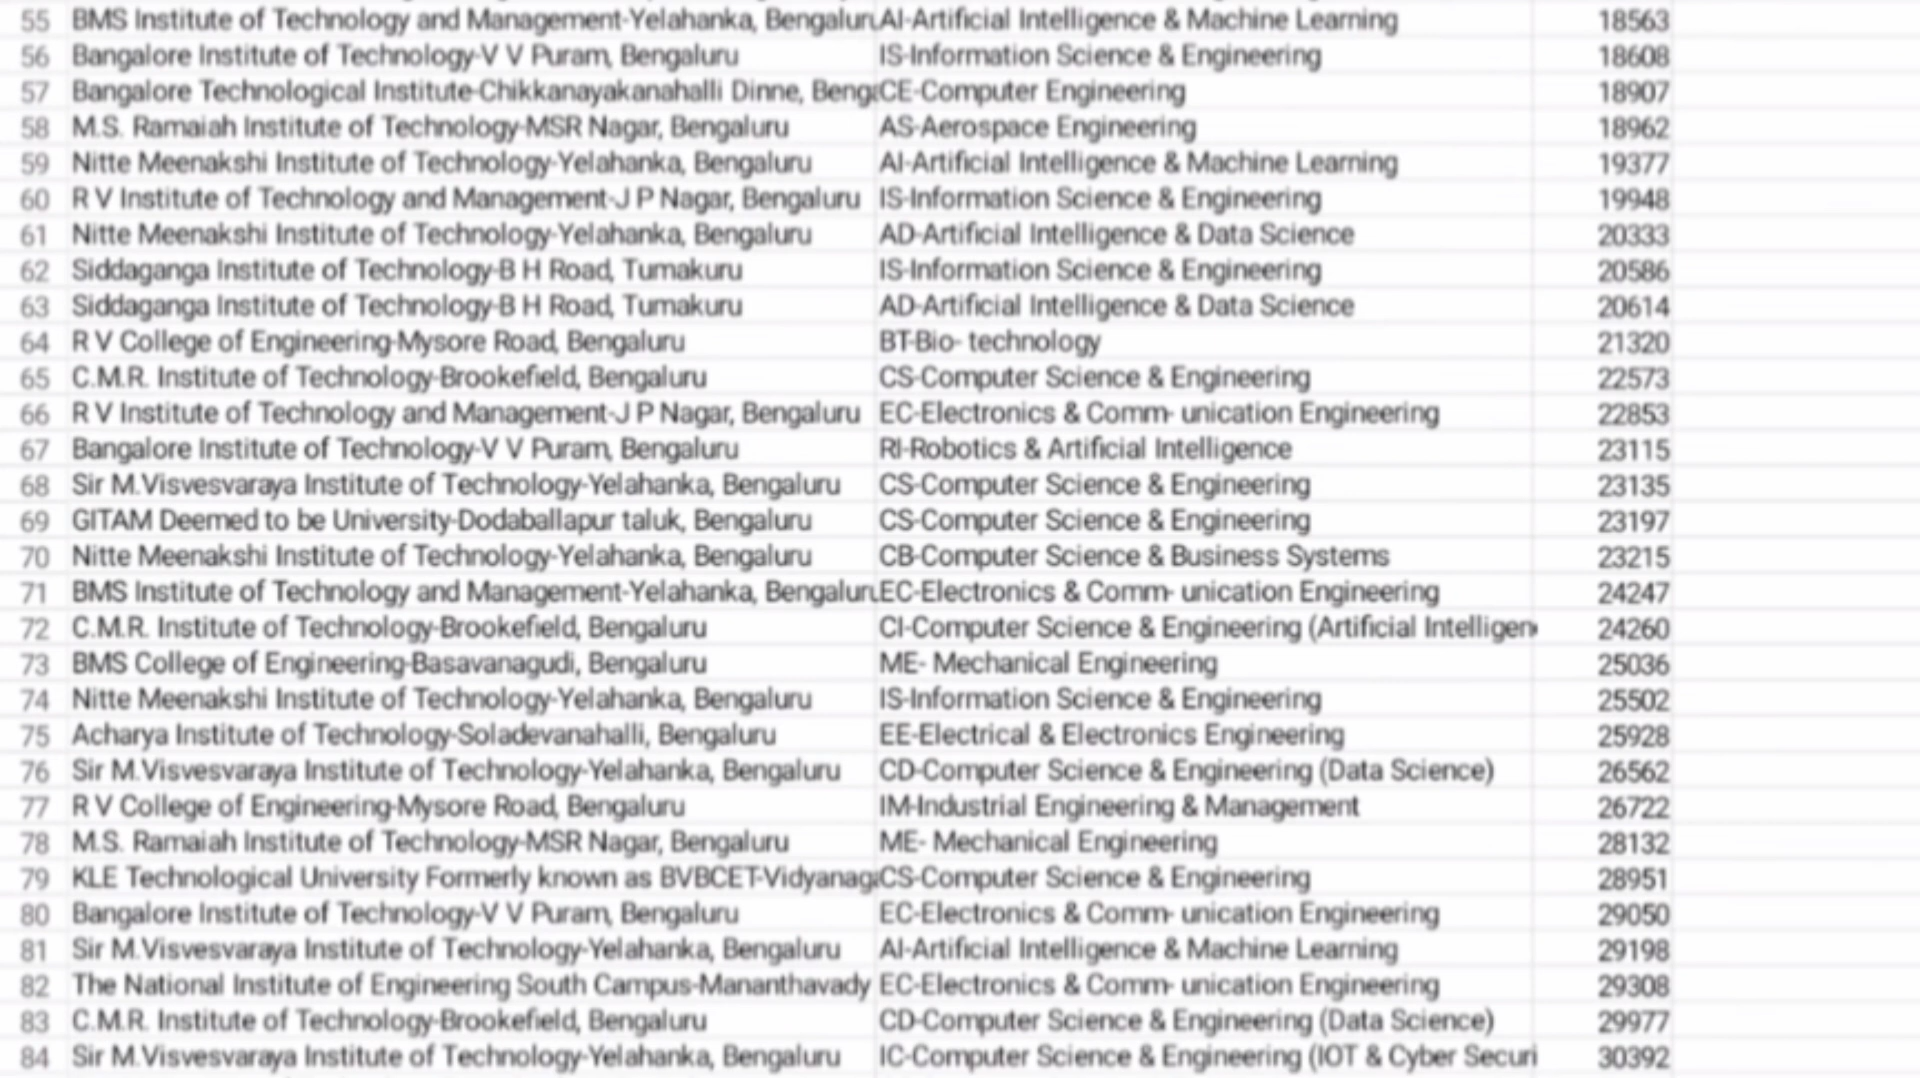 55 BMS Institute of Technology and Management-Yelahanka, Bengaluru AI-Artificial Intelligence & Machine Learning 18563
56 Bangalore Institute of Technology-V V Puram, Bengaluru IS-Information Science & Engineering 18608
57 Bangalore Technological Institute-Chikkanayakanahalli Dinne, Beng CE-Computer Engineering 18907
58 M.S. Ramaiah Institute of Technology-MSR Nagar, Bengaluru AS-Aerospace Engineering 18962
59 Nitte Meenakshi Institute of Technology-Yelahanka, Bengaluru AI-Artificial Intelligence & Machine Learning 19377
60 R V Institute of Technology and Management-J P Nagar, Bengaluru IS-Information Science & Engineering 19948
61 Nitte Meenakshi Institute of Technology-Yelahanka, Bengaluru AD-Artificial Intelligence & Data Science 20333
62 Siddaganga Institute of Technology-B H Road, Tumakuru IS-Information Science & Engineering 20586
63 Siddaganga Institute of Technology-B H Road, Tumakuru AD-Artificial Intelligence & Data Science 20614
64 R V College of Engineering-Mysore Road, Bengaluru BT-Bio- technology 21320
65 C.M.R. Institute of Technology-Brookefield, Bengaluru CS-Computer Science & Engineering 22573
66 R V Institute of Technology and Management-J P Nagar, Bengaluru EC-Electronics & Comm- unication Engineering 22853
67 Bangalore Institute of Technology-V V Puram, Bengaluru RI-Robotics & Artificial Intelligence 23115
68 Sir M.Visvesvaraya Institute of Technology-Yelahanka, Bengaluru CS-Computer Science & Engineering 23135
69 GITAM Deemed to be University-Dodaballapur taluk, Bengaluru CS-Computer Science & Engineering 23197
70 Nitte Meenakshi Institute of Technology-Yelahanka, Bengaluru CB-Computer Science & Business Systems 23215
71 BMS Institute of Technology and Management-Yelahanka, Bengaluru EC-Electronics & Comm- unication Engineering 24247
72 C.M.R. Institute of Technology-Brookefield, Bengaluru CI-Computer Science & Engineering (Artificial Intelligen 24260
73 BMS College of Engineering-Basavanagudi, Bengaluru ME- Mechanical Engineering 25036
74 Nitte Meenakshi Institute of Technology-Yelahanka, Bengaluru IS-Information Science & Engineering 25502
75 Acharya Institute of Technology-Soladevanahalli, Bengaluru EE-Electrical & Electronics Engineering 25928
76 Sir M.Visvesvaraya Institute of Technology-Yelahanka, Bengaluru CD-Computer Science & Engineering (Data Science) 26562
77 R V College of Engineering-Mysore Road, Bengaluru IM-Industrial Engineering & Management 26722
78 M.S. Ramaiah Institute of Technology-MSR Nagar, Bengaluru ME- Mechanical Engineering 28132
79 KLE Technological University Formerly known as BVBCET-Vidyanag CS-Computer Science & Engineering 28951
80 Bangalore Institute of Technology-V V Puram, Bengaluru EC-Electronics & Comm- unication Engineering 29050
81 Sir M.Visvesvaraya Institute of Technology-Yelahanka, Bengaluru AI-Artificial Intelligence & Machine Learning 29198
82 The National Institute of Engineering South Campus-Mananthavady EC-Electronics & Comm- unication Engineering 29308
83 C.M.R. Institute of Technology-Brookefield, Bengaluru CD-Computer Science & Engineering (Data Science) 29977
84 Sir M.Visvesvaraya Institute of Technology-Yelahanka, Bengaluru IC-Computer Science & Engineering (IOT & Cyber Securi 30392